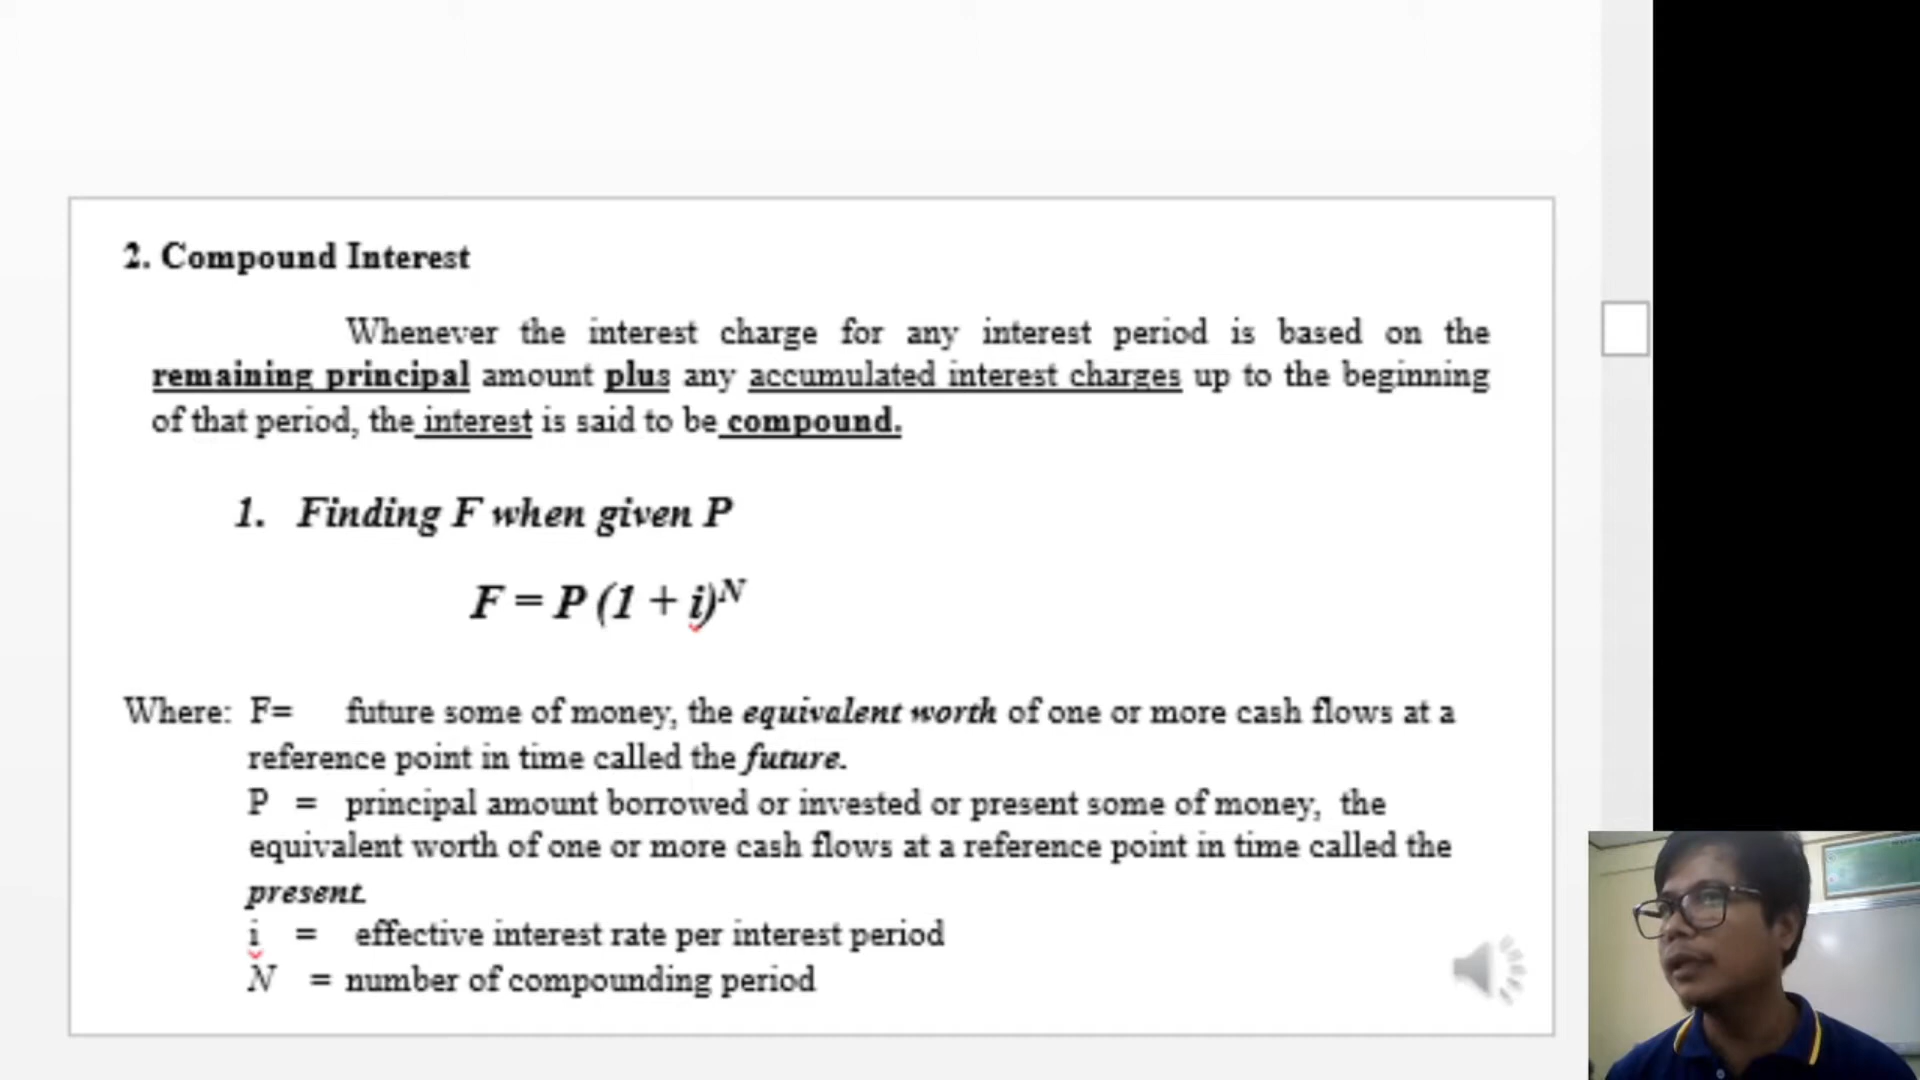 2. Compound Interest
Whenever the interest charge for any interest period is based on the
remaining principal amount plus any accumulated interest charges up to the beginning
of that period, the interest is said to be compound.
1. Finding F when given P
F = P (1 + i)^N
Where: F= future some of money, the equivalent worth of one or more cash flows at a
reference point in time called the future.
P = principal amount borrowed or invested or present some of money, the
equivalent worth of one or more cash flows at a reference point in time called the
present.
i = effective interest rate per interest period
N = number of compounding period